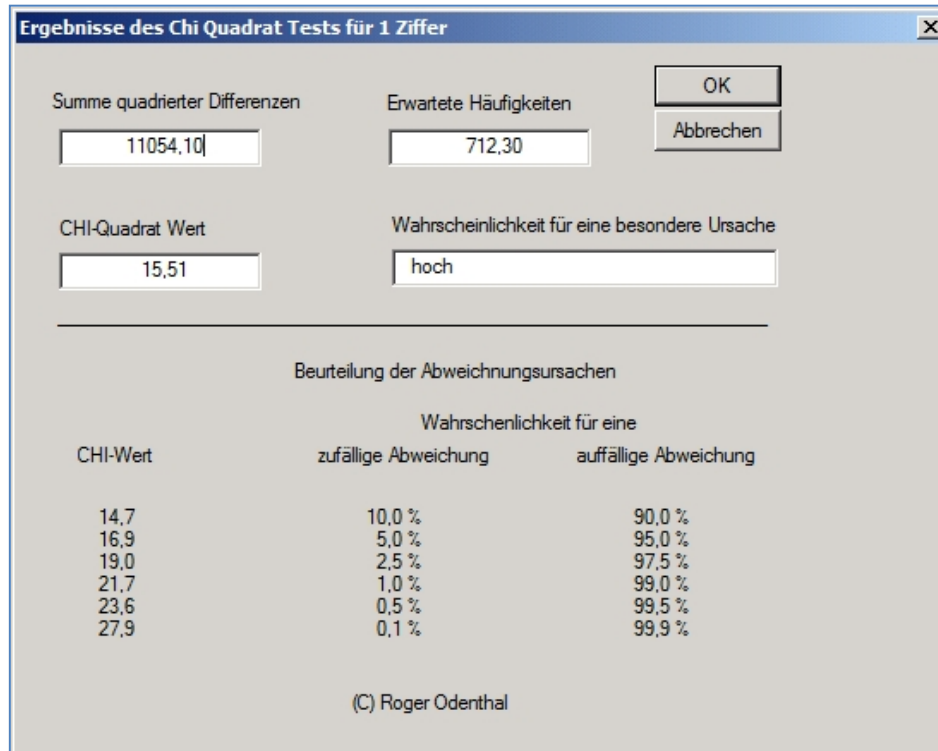 Ergebnisse des Chi Quadrat Tests für 1 Ziffer
OK
Summe quadrierter Differenzen Erwartete Häufigkeiten
Abbrechen
11054,10 712,30
CHI-Quadrat Wert Wahrscheinlichkeit für eine besondere Ursache
15,51 hoch
Beurteilung der Abweichnungsursachen
Wahrschenlichkeit für eine
CHI-Wert zufällige Abweichung auffällige Abweichung
14,7 10,0 % 90,0 %
16,9 5,0 % 95,0 %
19,0 2,5 % 97,5 %
21,7 1,0 % 99,0 %
23,6 0,5 % 99,5 %
27,9 0,1 % 99,9 %
(C) Roger Odenthal